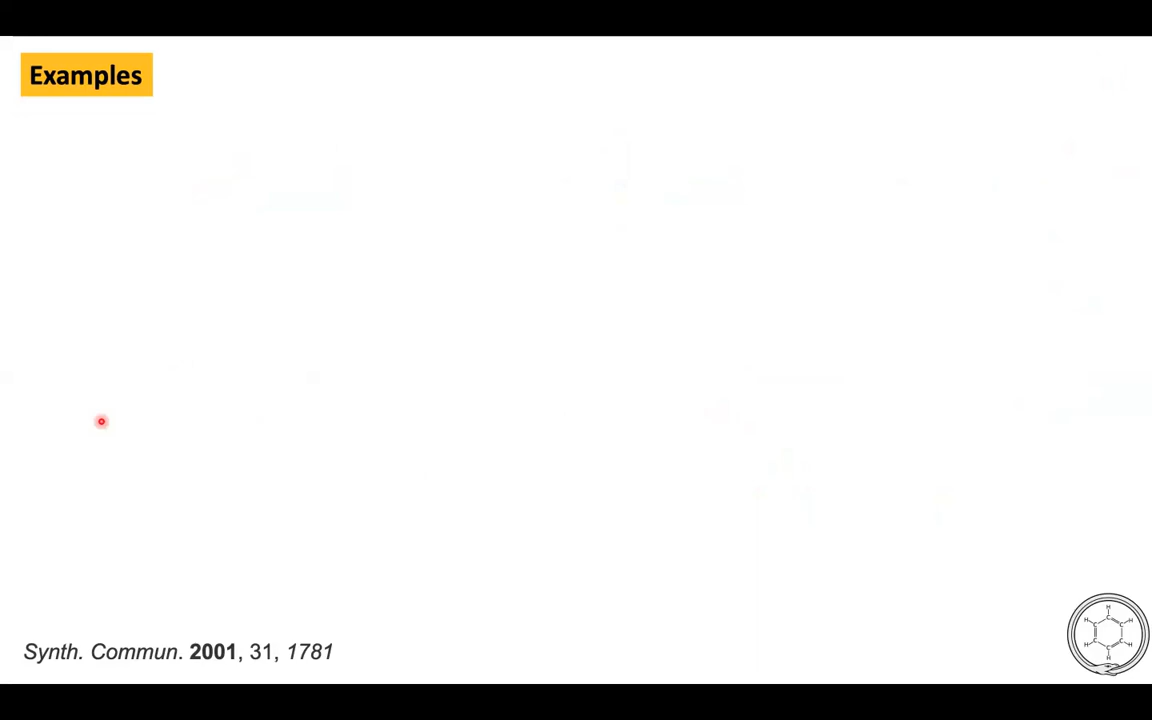 Examples
Synth. Commun. 2001, 31, 1781
H
H C C H
H C C H
H